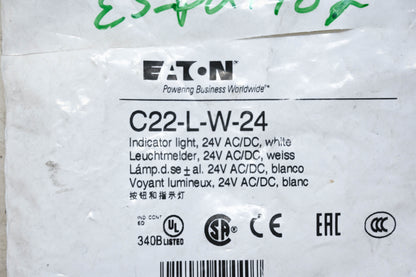 EATON
Powering Business Worldwide™
C22-L-W-24
Indicator light, 24V AC/DC, white
Leuchtmelder, 24V AC/DC, weiss
Lámp.d.se ± al. 24V AC/DC, blanco
Voyant lumineux, 24V AC/DC, blanc
按钮和指示灯
IND. CONT. EQ.
340B LISTED
UL
SA
CE
EAC
CCC